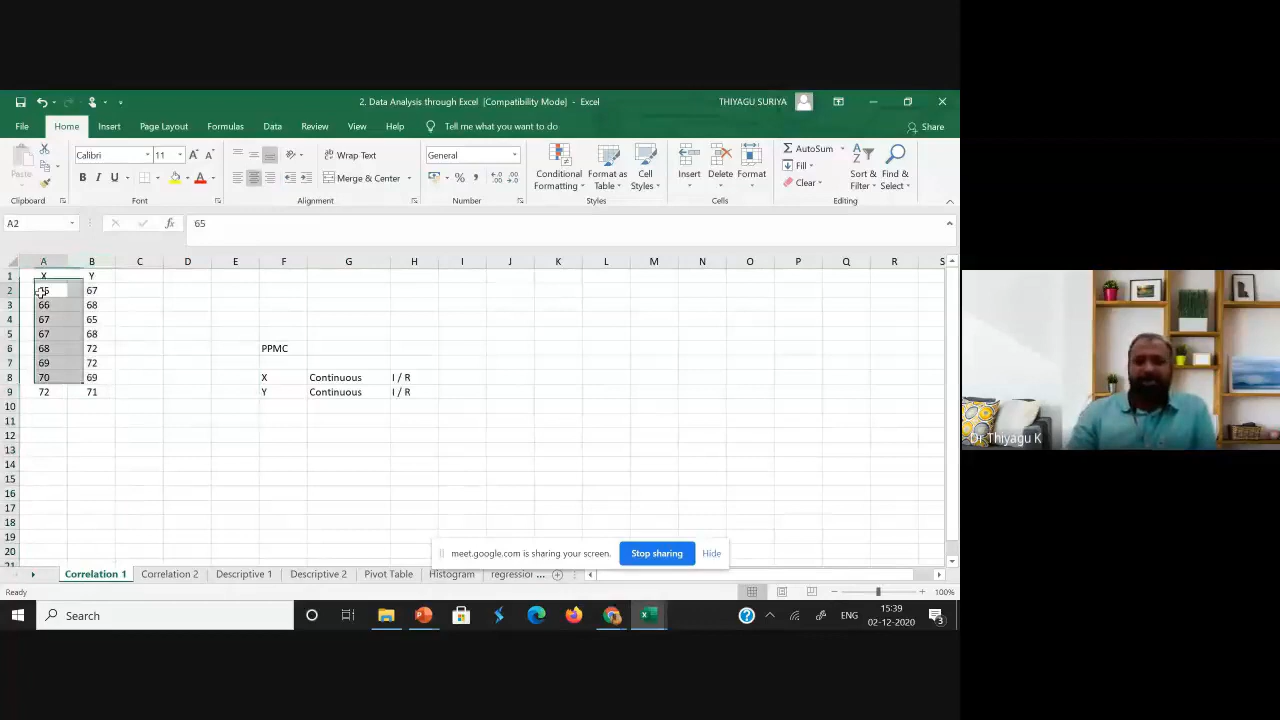 2. Data Analysis through Excel [Compatibility Mode] - Excel
THIYAGU SURIYA
File Home Insert Page Layout Formulas Data Review View Help Tell me what you want to do Share
Paste
Calibri 11
B I U
Wrap Text
Merge & Center
General
Conditional Formatting
Format as Table
Cell Styles
Insert Delete Format
AutoSum
Fill
Clear
Sort & Filter
Find & Select
Clipboard Font Alignment Number Styles Cells Editing
A2 fx 65
A B C D E F G H I J K L M N O P Q R S
1 X Y
2 67
3 66 68
4 67 65
5 67 68
6 68 72 PPMC
7 69 72
8 70 69 X Continuous I / R
9 72 71 Y Continuous I / R
10
11
12
13
14
15
16
17
18
19
20
21
meet.google.com is sharing your screen. Stop sharing Hide
Correlation 1 Correlation 2 Descriptive 1 Descriptive 2 Pivot Table Histogram regression ...
Ready 100%
Search
ENG
15:39
02-12-2020
3
Dr Thiyagu K